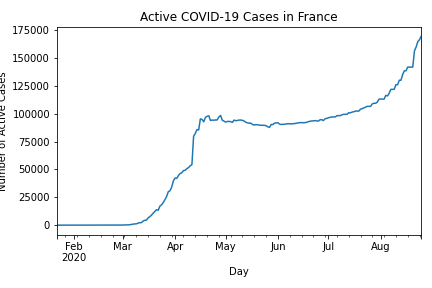 Active COVID-19 Cases in France
175000
150000
125000
100000
75000
50000
25000
0
Number of Active Cases
Feb
2020
Mar
Apr
May
Jun
Jul
Aug
Day